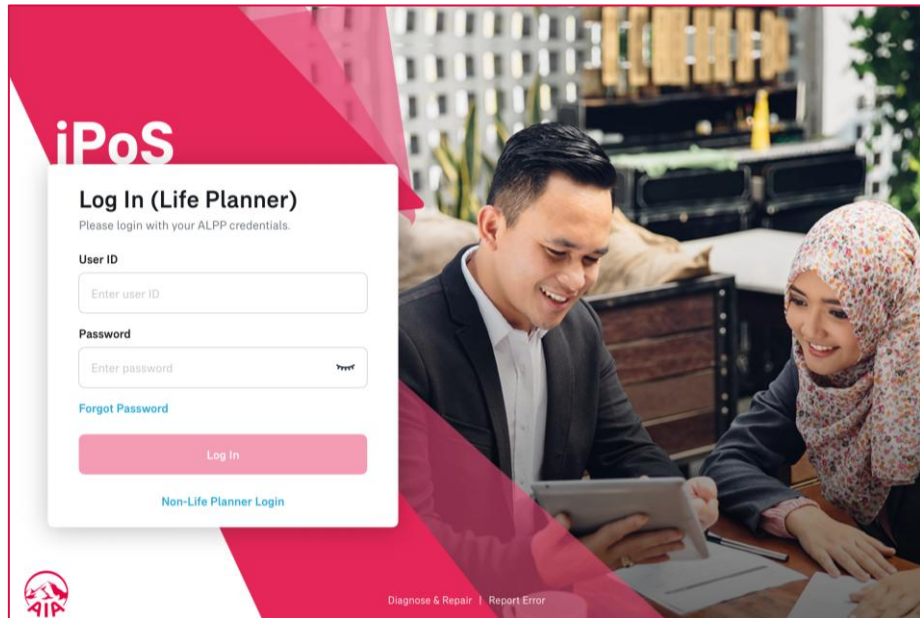 iPoS
Log In (Life Planner)
Please login with your ALPP credentials.
User ID
Enter user ID
Password
Enter password
Forgot Password
Log In
Non-Life Planner Login
AIA
Diagnose & Repair | Report Error